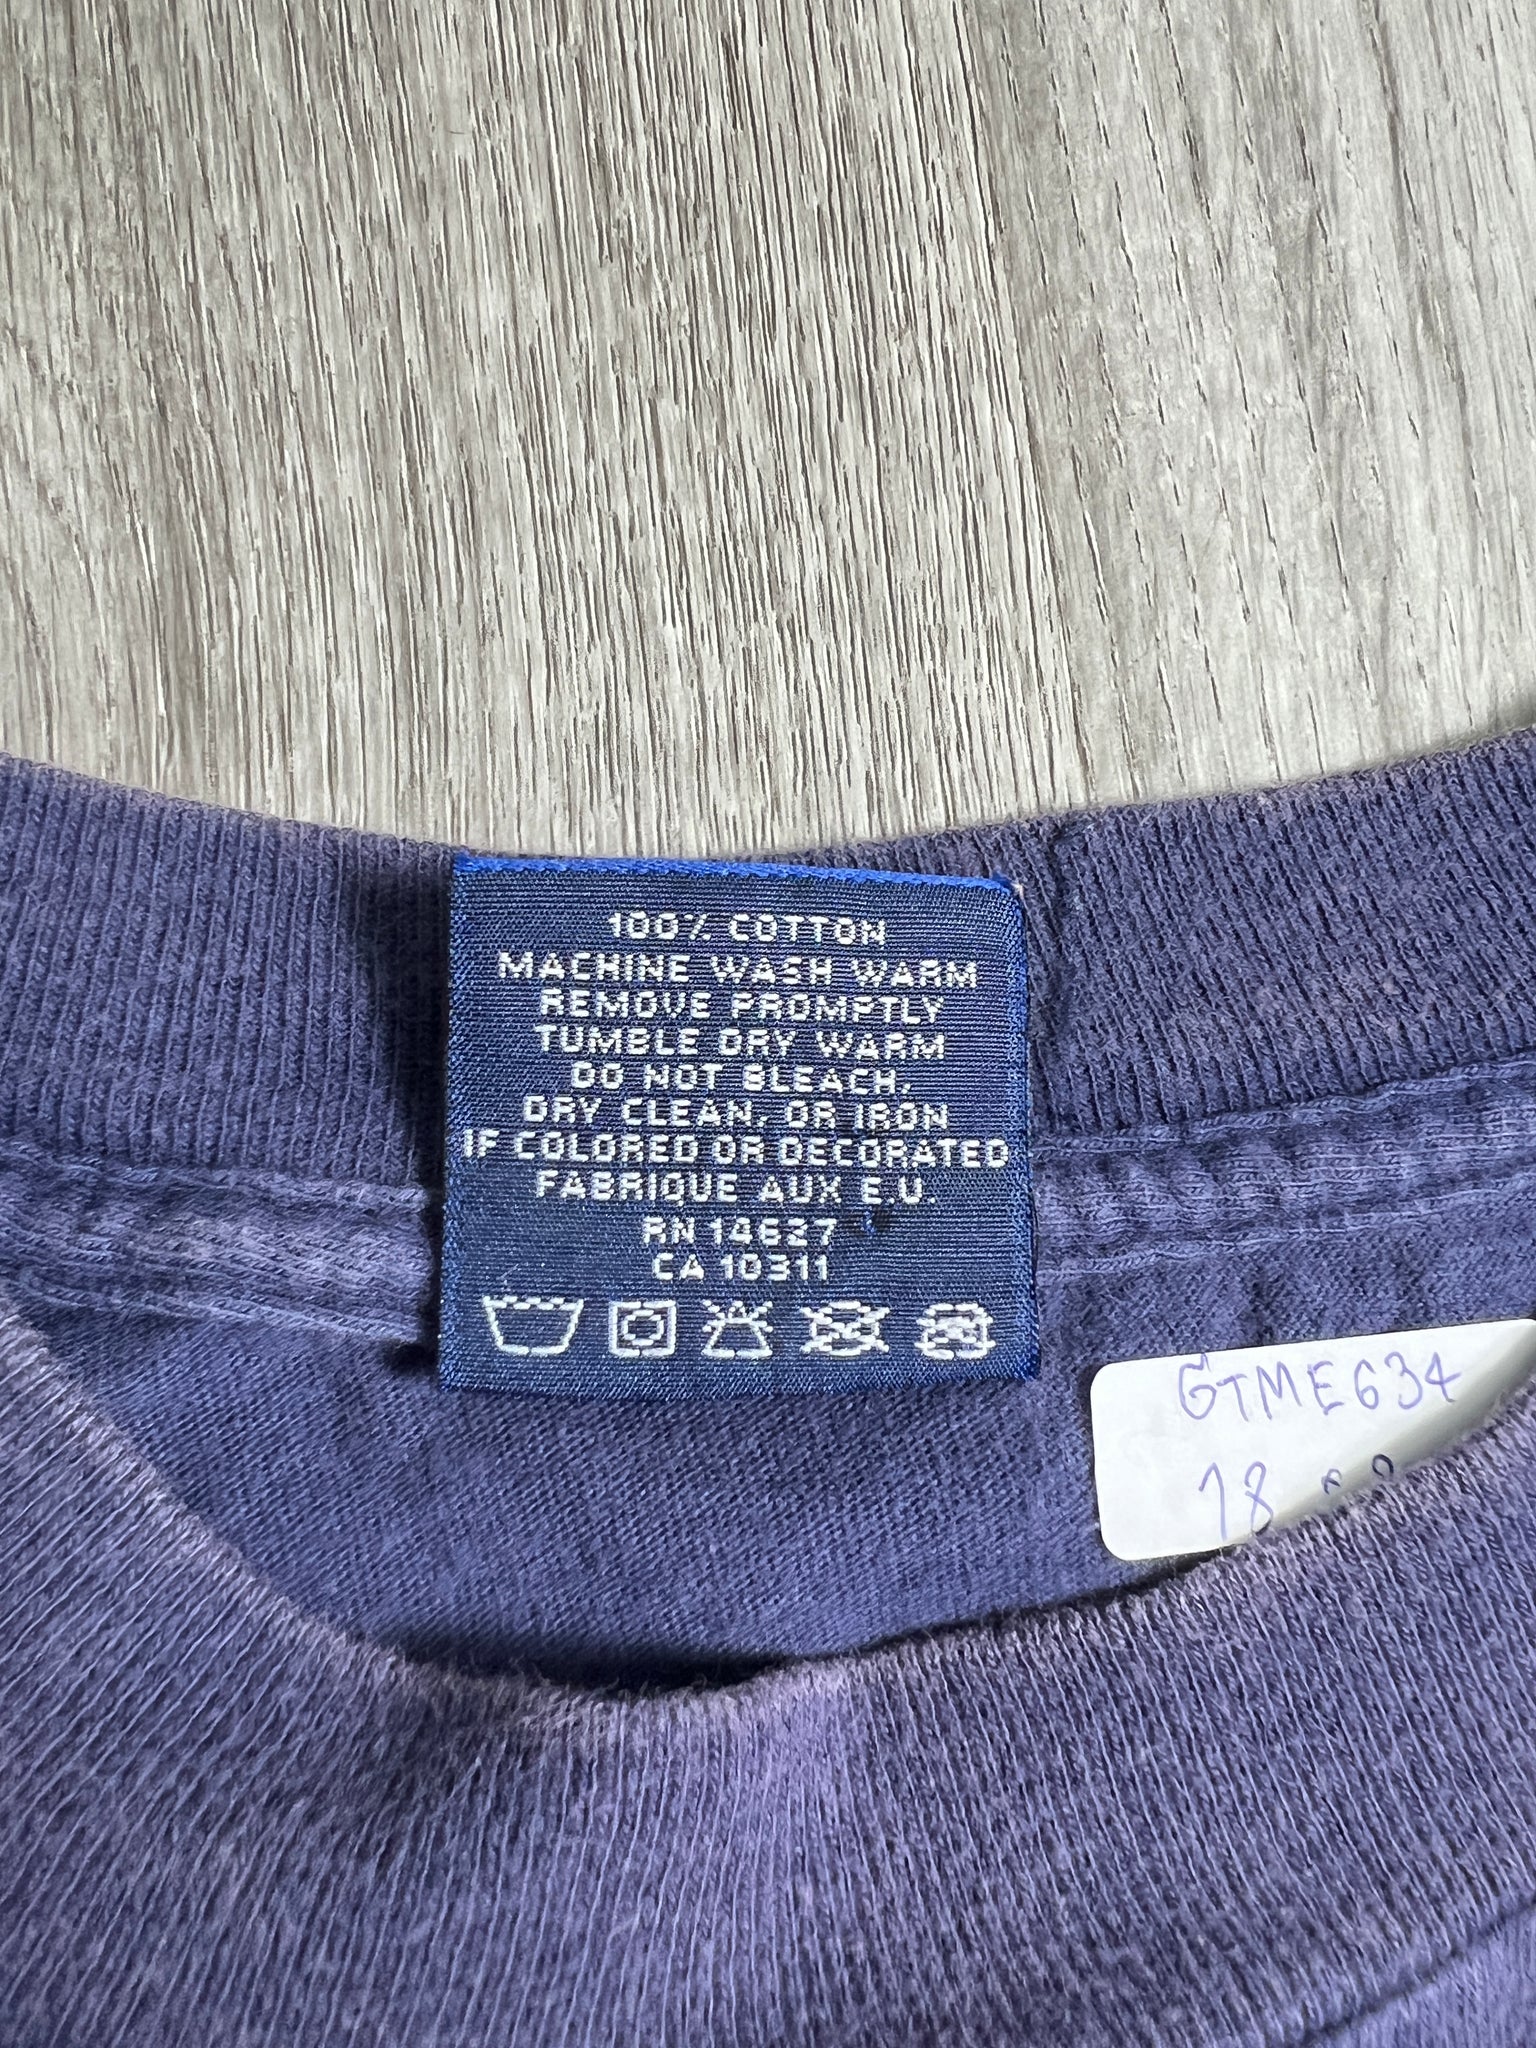 100% COTTON
MACHINE WASH WARM
REMOVE PROMPTLY
TUMBLE DRY WARM
DO NOT BLEACH,
DRY CLEAN, OR IRON
IF COLORED OR DECORATED
FABRIQUE AUX E.U.
RN 14627
CA 10311
GTME634
18